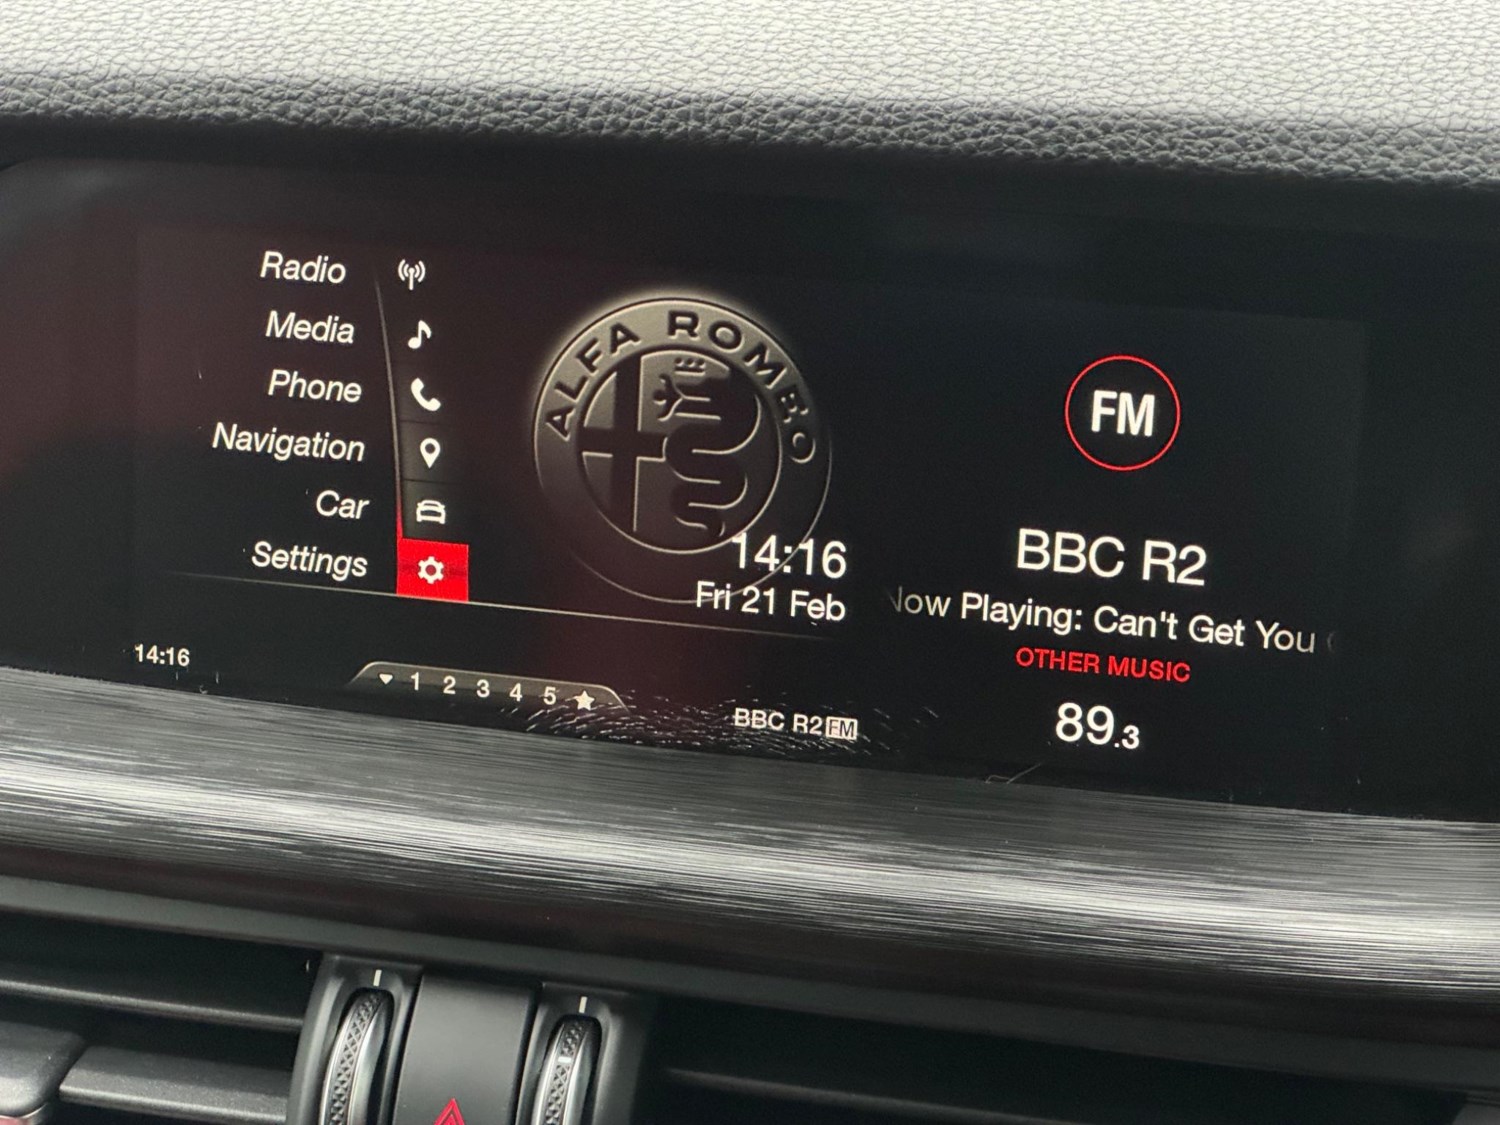 Radio
Media
Phone
Navigation
Car
Settings
ALFA ROMEO
14:16
Fri 21 Feb
14:16
1 2 3 4 5
BBC R2 FM
FM
BBC R2
Now Playing: Can't Get You
OTHER MUSIC
89.3